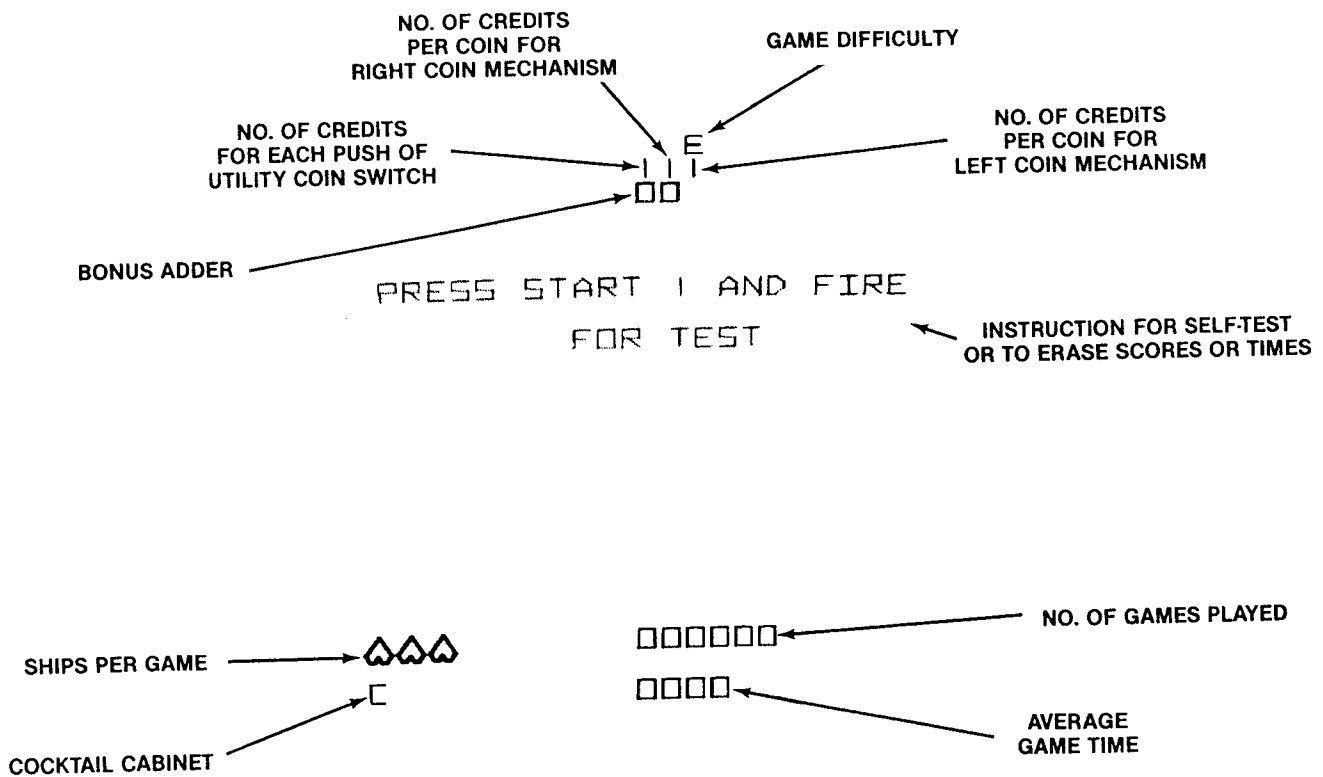 NO. OF CREDITS
PER COIN FOR
RIGHT COIN MECHANISM
GAME DIFFICULTY
NO. OF CREDITS
FOR EACH PUSH OF
UTILITY COIN SWITCH
NO. OF CREDITS
PER COIN FOR
LEFT COIN MECHANISM
E
1 1 1
00
BONUS ADDER
PRESS START 1 AND FIRE
FOR TEST
INSTRUCTION FOR SELF-TEST
OR TO ERASE SCORES OR TIMES
SHIPS PER GAME
000000
NO. OF GAMES PLAYED
C
0000
COCKTAIL CABINET
AVERAGE
GAME TIME